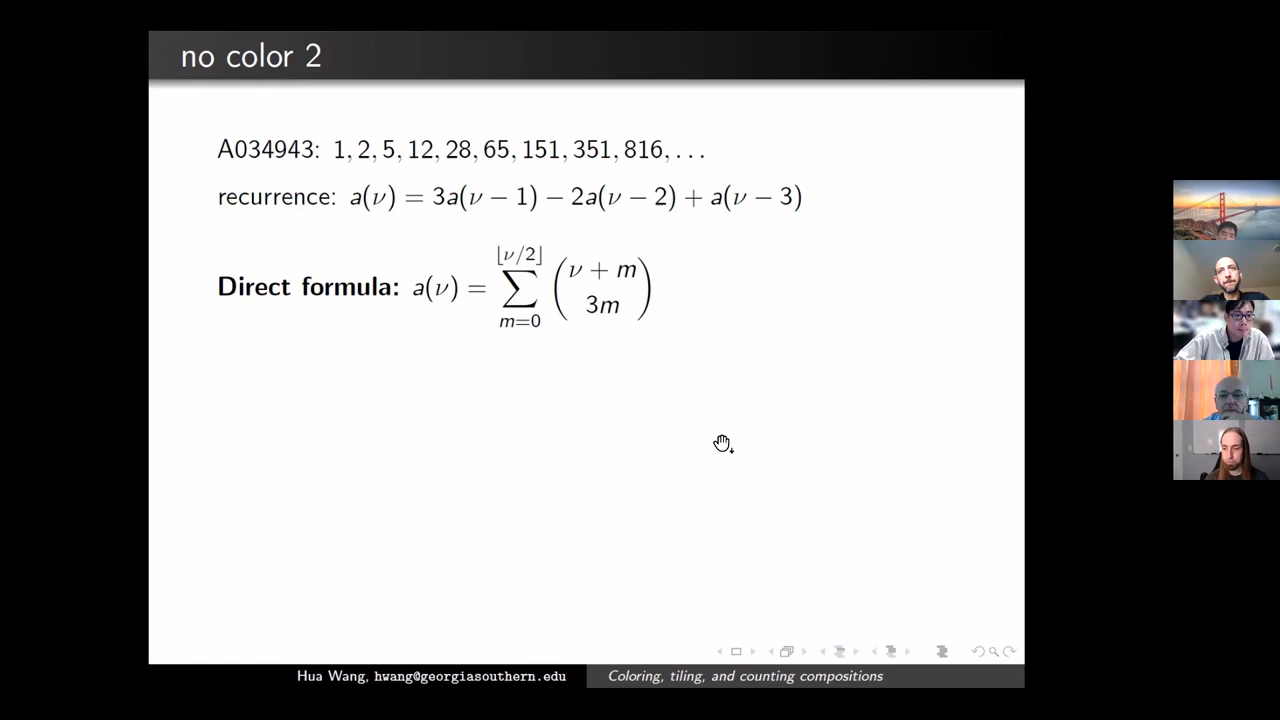 no color 2
A034943: 1, 2, 5, 12, 28, 65, 151, 351, 816, . . .
recurrence: a(ν) = 3a(ν − 1) − 2a(ν − 2) + a(ν − 3)
Direct formula: a(ν) = ∑_{m=0}^{⌊ν/2⌋} \binom{ν + m}{3m}
Hua Wang, hwang@georgiasouthern.edu
Coloring, tiling, and counting compositions